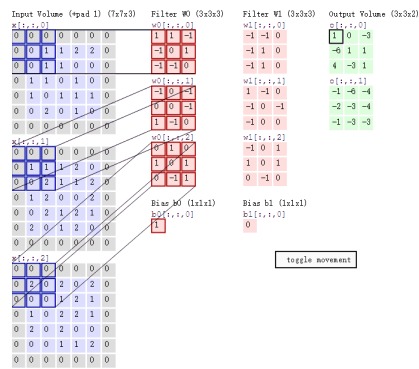 Input Volume (+pad 1) (7x7x3)
x[:,:,0]
0 0 0 0 0 0 0
0 0 1 1 2 2 0
0 0 1 1 0 0 0
0 1 1 0 1 0 0
0 1 0 1 1 1 0
0 0 2 0 1 0 0
0 0 0 0 0 0 0
x[:,:,1]
0 0 0 0 0 0 0
0 1 1 1 2 0 0
0 0 2 1 1 2 0
0 1 2 0 0 2 0
0 0 2 1 2 1 0
0 2 0 1 2 0 0
0 0 0 0 0 0 0
x[:,:,2]
0 0 0 0 0 0 0
0 2 0 2 0 2 0
0 0 0 1 2 1 0
0 1 0 2 2 1 0
0 2 0 2 0 0 0
0 0 0 1 1 2 0
0 0 0 0 0 0 0
Filter W0 (3x3x3)
w0[:,:,0]
1 1 -1
-1 0 1
-1 -1 0
w0[:,:,1]
-1 0 -1
0 0 -1
1 -1 0
w0[:,:,2]
0 1 0
1 0 1
0 -1 1
Bias b0 (1x1x1)
b0[:,:,0]
1
Filter W1 (3x3x3)
w1[:,:,0]
-1 -1 0
-1 1 0
-1 1 0
w1[:,:,1]
1 -1 0
-1 0 -1
-1 0 0
w1[:,:,2]
-1 0 1
1 0 1
0 -1 0
Bias b1 (1x1x1)
b1[:,:,0]
0
Output Volume (3x3x2)
o[:,:,0]
1 0 -3
-6 1 1
4 -3 1
o[:,:,1]
-1 -6 -4
-2 -3 -4
-1 -3 -3
toggle movement